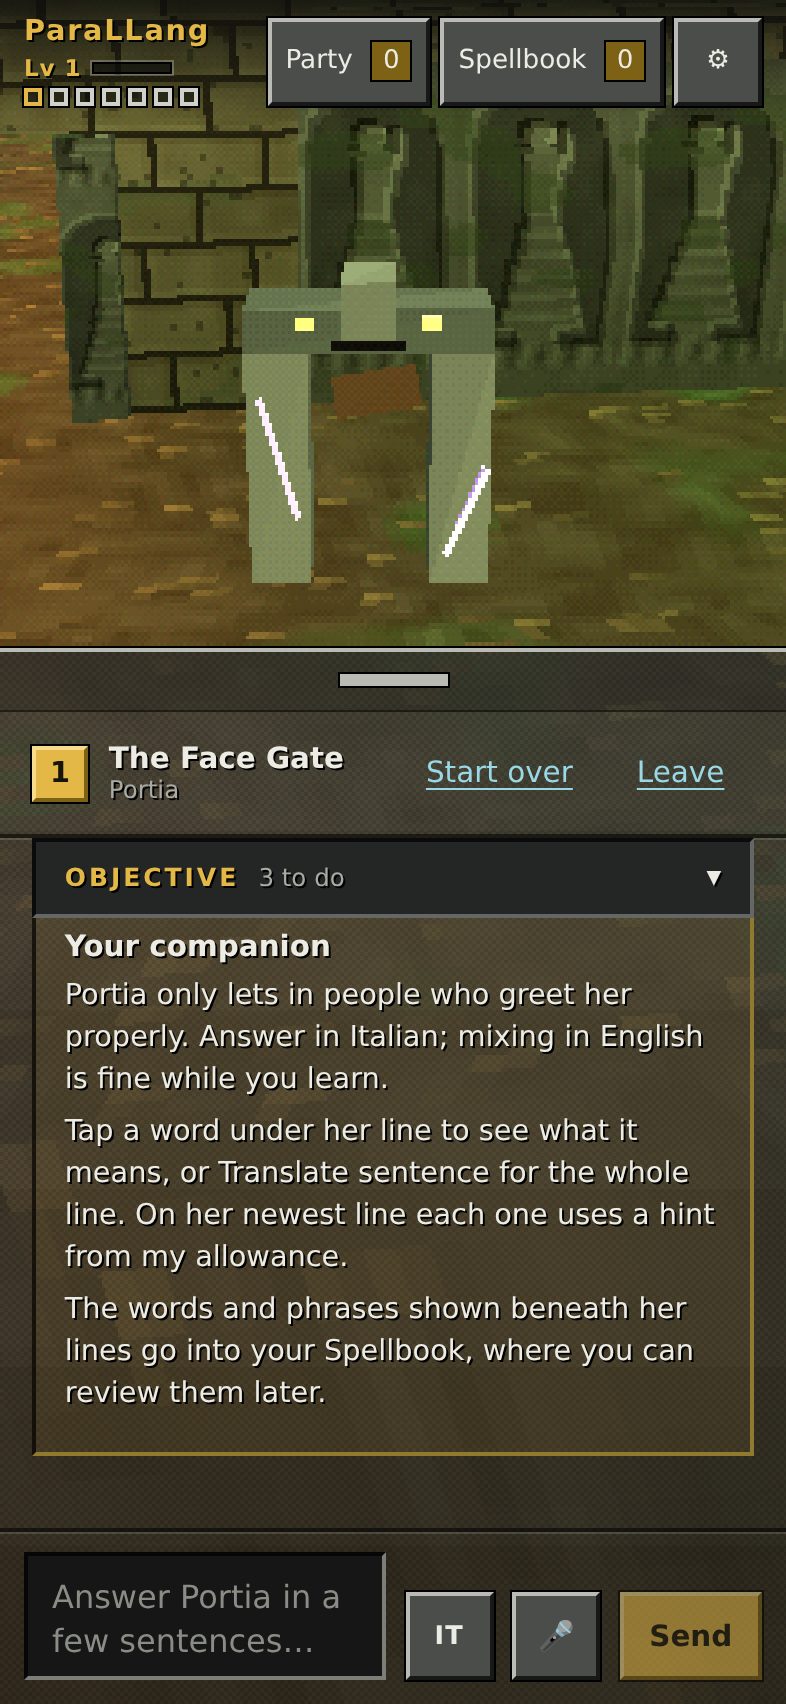 ParaLLang
Lv 1
Party 0
Spellbook 0
⚙
1
The Face Gate
Portia
Start over
Leave
OBJECTIVE 3 to do ▼
Your companion
Portia only lets in people who greet her
properly. Answer in Italian; mixing in English
is fine while you learn.
Tap a word under her line to see what it
means, or Translate sentence for the whole
line. On her newest line each one uses a hint
from my allowance.
The words and phrases shown beneath her
lines go into your Spellbook, where you can
review them later.
Answer Portia in a
few sentences...
IT
🎤
Send